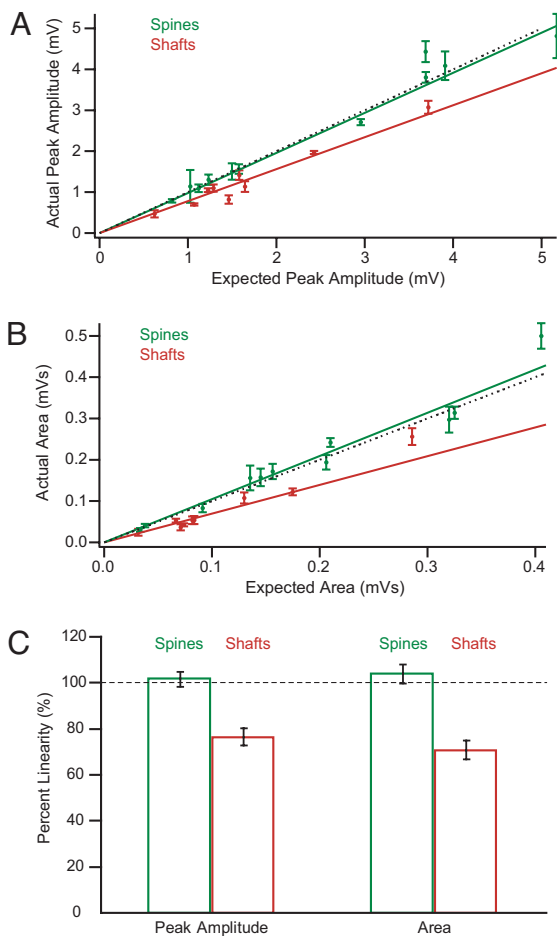 A
Spines
Shafts
Actual Peak Amplitude (mV)
5
4
3
2
1
0
0 1 2 3 4 5
Expected Peak Amplitude (mV)
B
Spines
Shafts
Actual Area (mVs)
0.5
0.4
0.3
0.2
0.1
0.0
0.0 0.1 0.2 0.3 0.4
Expected Area (mVs)
C
Spines Shafts Spines Shafts
Percent Linearity (%)
120
100
80
60
40
20
0
Peak Amplitude Area